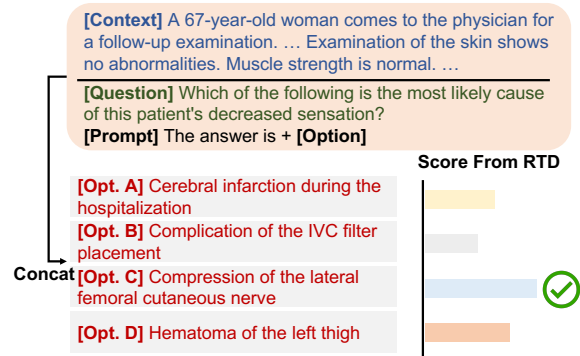 [Context] A 67-year-old woman comes to the physician for
a follow-up examination. … Examination of the skin shows
no abnormalities. Muscle strength is normal. …
[Question] Which of the following is the most likely cause
of this patient's decreased sensation?
[Prompt] The answer is + [Option]
Score From RTD
[Opt. A] Cerebral infarction during the
hospitalization
[Opt. B] Complication of the IVC filter
placement
Concat
[Opt. C] Compression of the lateral
femoral cutaneous nerve
[Opt. D] Hematoma of the left thigh